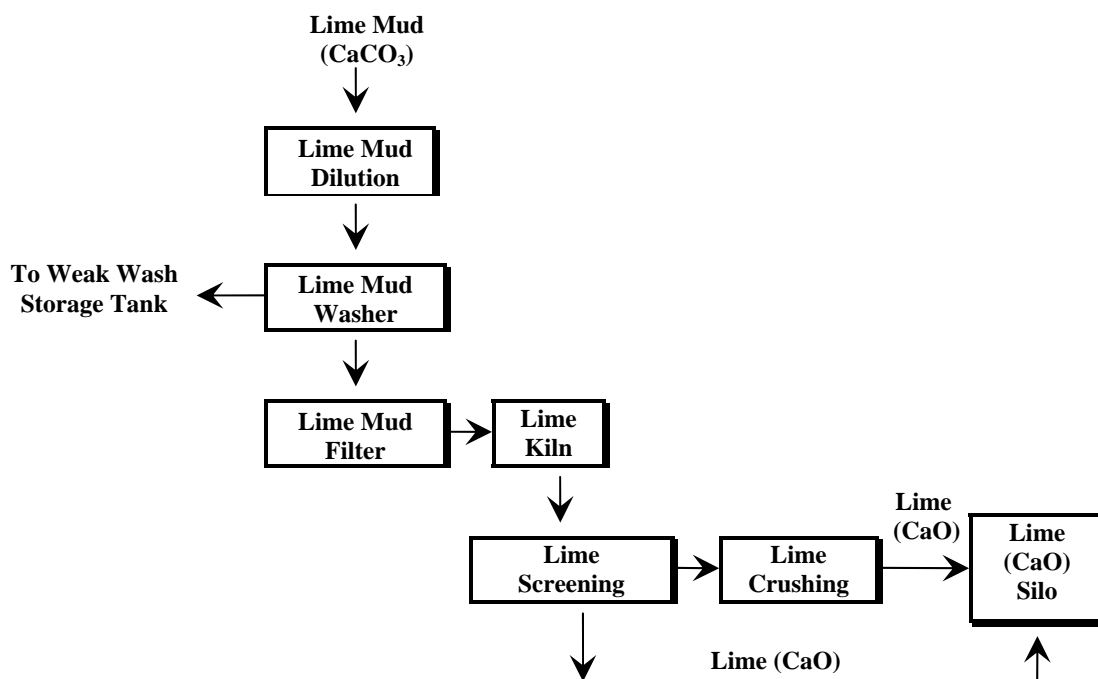 Lime Mud
(CaCO₃)
Lime Mud
Dilution
To Weak Wash
Storage Tank
Lime Mud
Washer
Lime Mud
Filter
Lime
Kiln
Lime
Screening
Lime
Crushing
Lime
(CaO)
Lime
(CaO)
Silo
Lime (CaO)